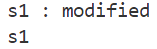 s1 : modified
s1